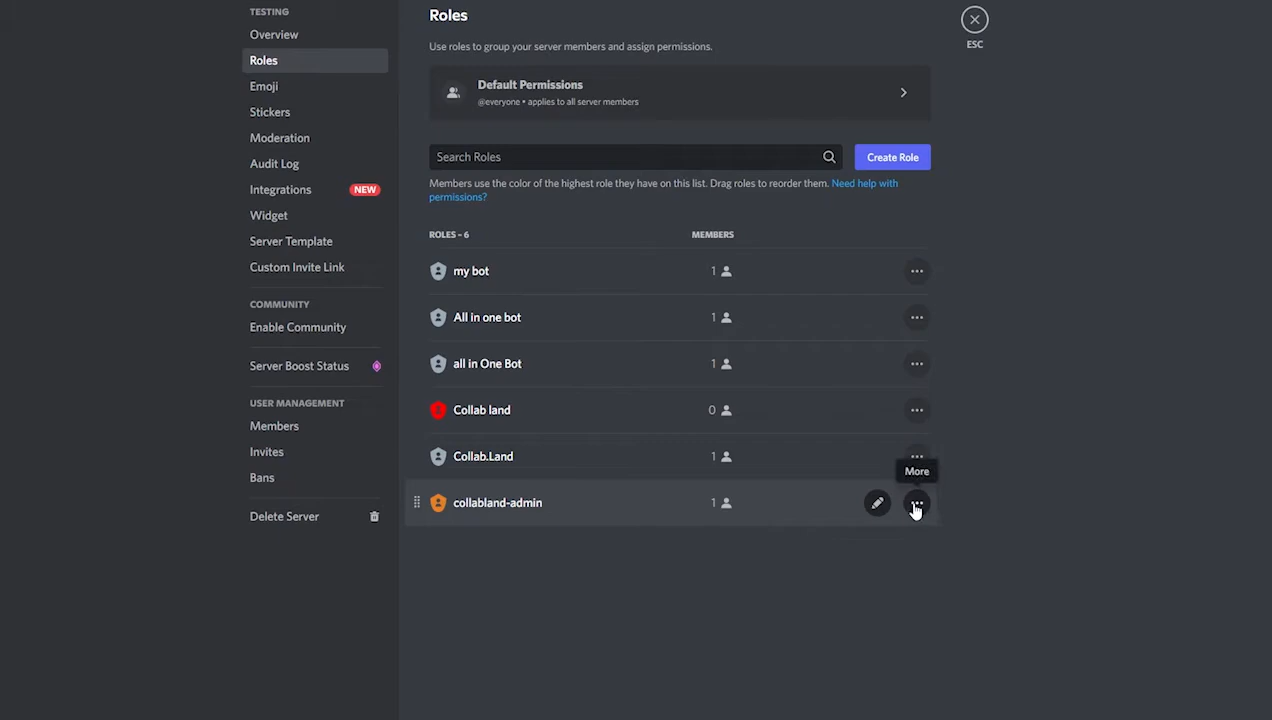 TESTING
Overview
Roles
Emoji
Stickers
Moderation
Audit Log
Integrations NEW
Widget
Server Template
Custom Invite Link
COMMUNITY
Enable Community
Server Boost Status
USER MANAGEMENT
Members
Invites
Bans
Delete Server
Roles
Use roles to group your server members and assign permissions.
Default Permissions
@everyone • applies to all server members
Search Roles
Create Role
Members use the color of the highest role they have on this list. Drag roles to reorder them. Need help with
permissions?
ROLES – 6 MEMBERS
my bot 1
All in one bot 1
all in One Bot 1
Collab land 0
Collab.Land 1
More
collabland-admin 1
ESC